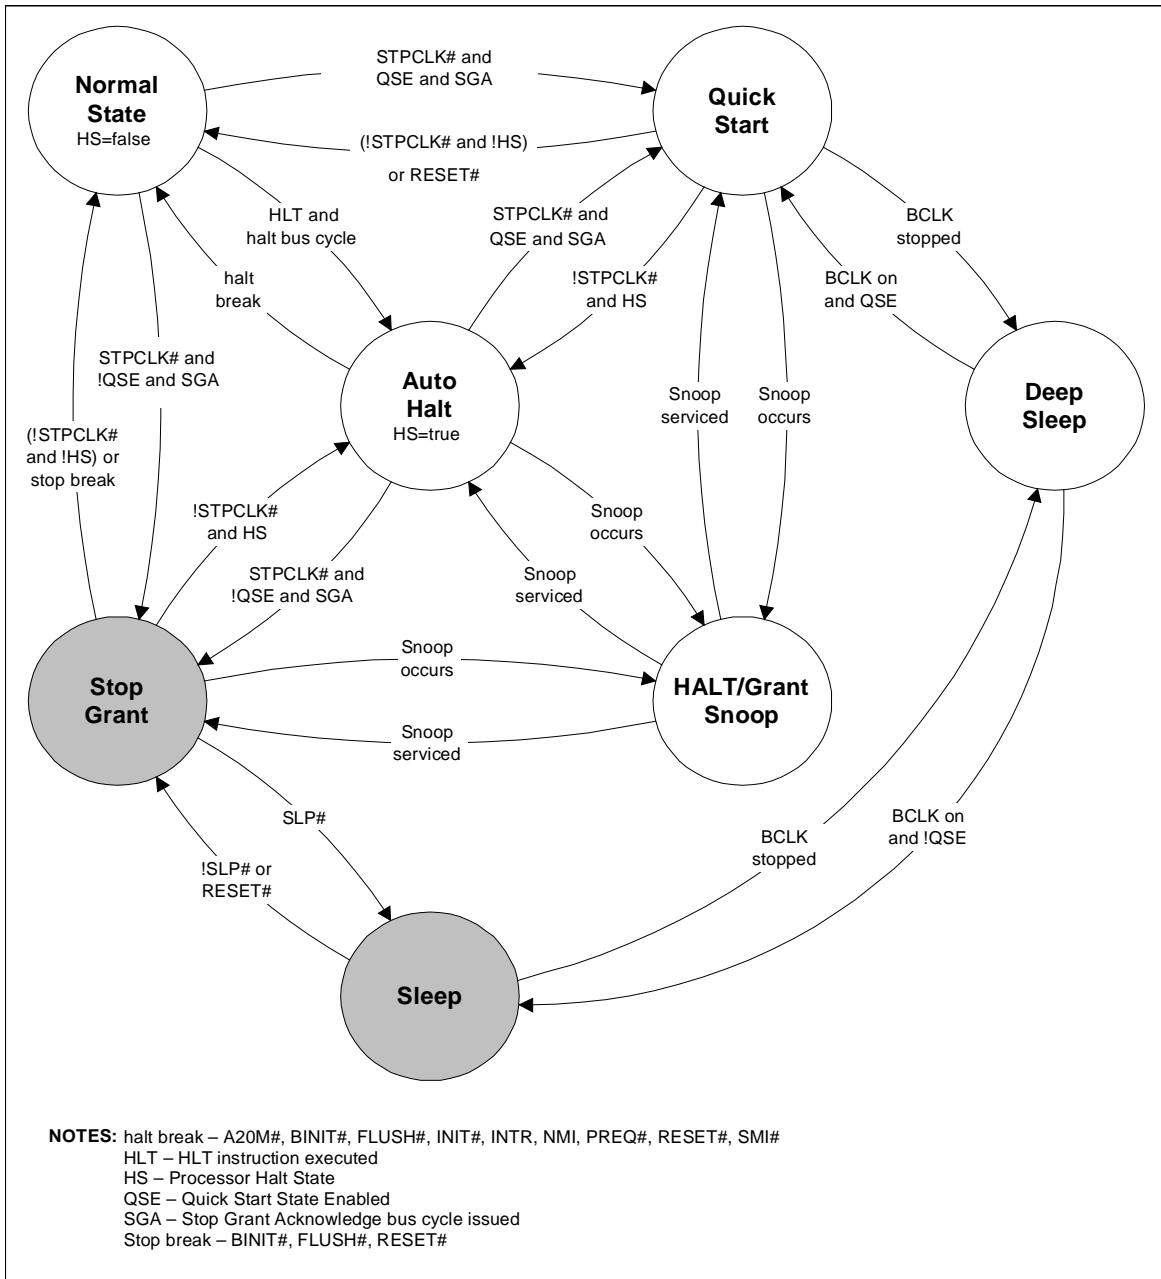 Normal
State
HS=false
STPCLK# and
QSE and SGA
Quick
Start
(!STPCLK# and !HS)
or RESET#
HLT and
halt bus cycle
STPCLK# and
QSE and SGA
BCLK
stopped
halt
break
!STPCLK#
and HS
BCLK on
and QSE
STPCLK# and
!QSE and SGA
Auto
Halt
HS=true
Snoop
serviced
Snoop
occurs
Deep
Sleep
(!STPCLK#
and !HS) or
stop break
!STPCLK#
and HS
Snoop
occurs
STPCLK# and
!QSE and SGA
Snoop
serviced
Stop
Grant
Snoop
occurs
HALT/Grant
Snoop
Snoop
serviced
SLP#
BCLK
stopped
BCLK on
and !QSE
!SLP# or
RESET#
Sleep
NOTES: halt break – A20M#, BINIT#, FLUSH#, INIT#, INTR, NMI, PREQ#, RESET#, SMI#
HLT – HLT instruction executed
HS – Processor Halt State
QSE – Quick Start State Enabled
SGA – Stop Grant Acknowledge bus cycle issued
Stop break – BINIT#, FLUSH#, RESET#